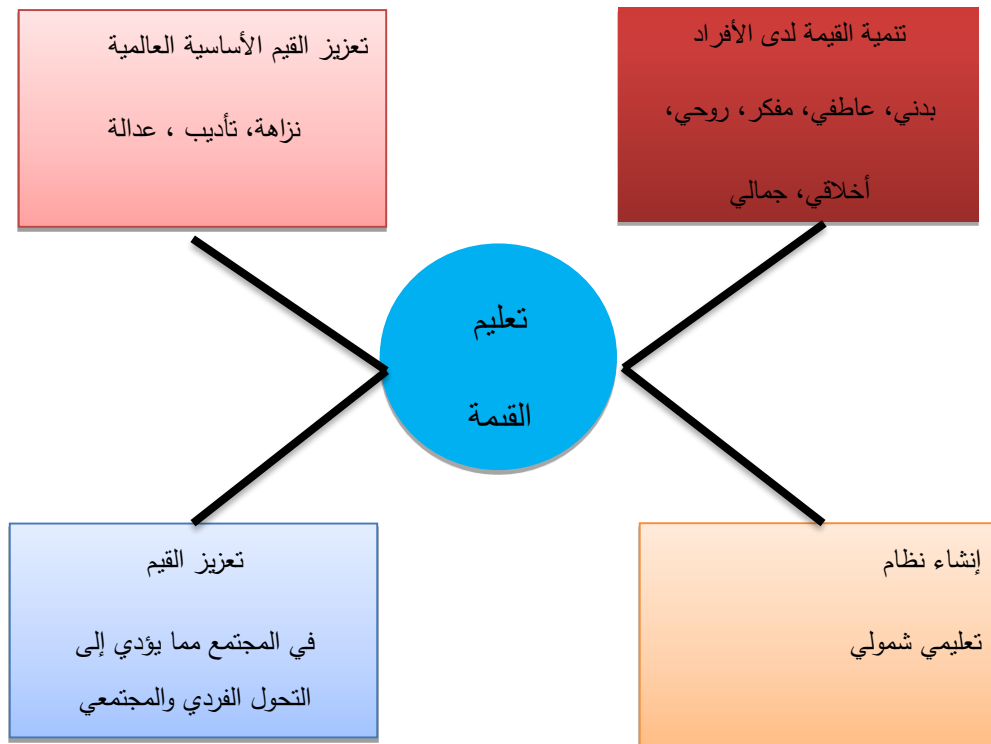 تنمية القيمة لدى الأفراد
بدني، عاطفي، مفكر، روحي،
أخلاقي، جمالي
تعزيز القيم الأساسية العالمية
نزاهة، تأديب ، عدالة
تعليم
القيمة
إنشاء نظام
تعليمي شمولي
تعزيز القيم
في المجتمع مما يؤدي إلى
التحول الفردي والمجتمعي